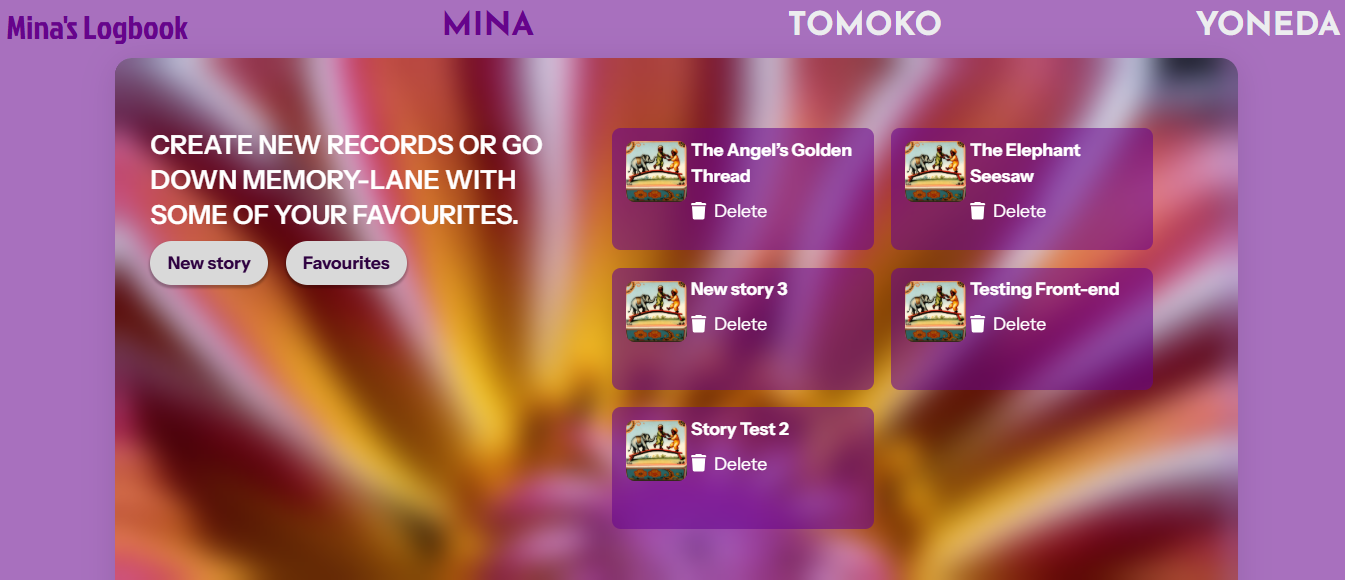 Mina's Logbook
MINA
TOMOKO
YONEDA
CREATE NEW RECORDS OR GO
DOWN MEMORY-LANE WITH
SOME OF YOUR FAVOURITES.
New story
Favourites
The Angel’s Golden
Thread
Delete
The Elephant
Seesaw
Delete
New story 3
Delete
Testing Front-end
Delete
Story Test 2
Delete